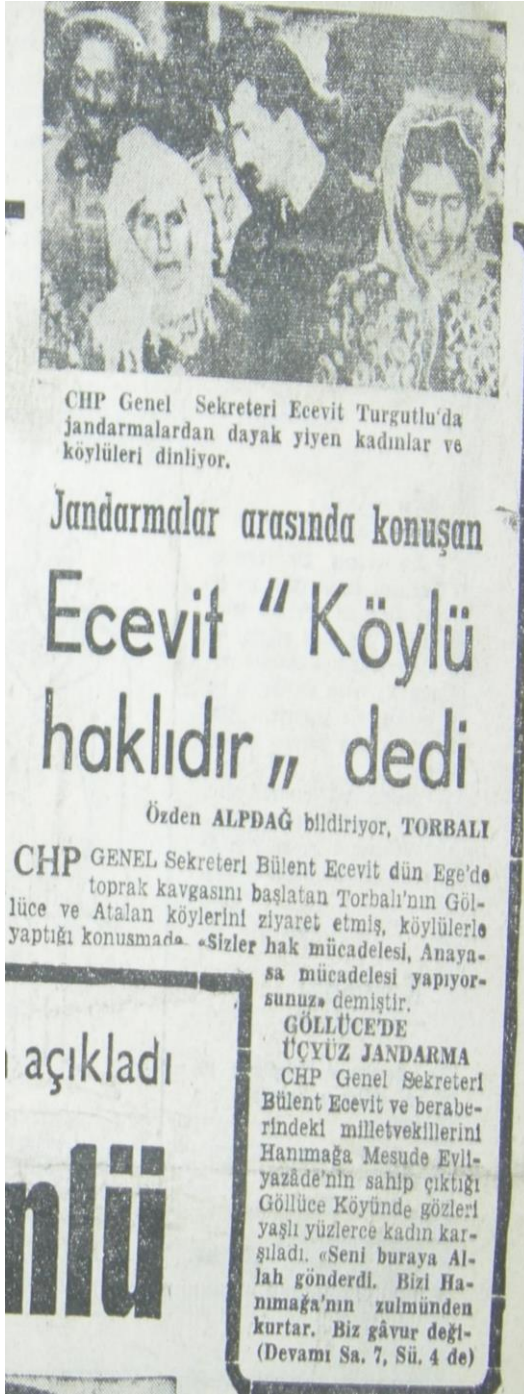 CHP Genel Sekreteri Ecevit Turgutlu'da
jandarmalardan dayak yiyen kadınlar ve
köylüleri dinliyor.
Jandarmalar arasında konuşan
Ecevit " Köylü
haklıdır „ dedi
Özden ALPDAĞ bildiriyor, TORBALI
CHP GENEL Sekreteri Bülent Ecevit dün Ege'de
toprak kavgasını başlatan Torbalı'nın Göl-
lüce ve Atalan köylerini ziyaret etmiş, köylülerle
yaptığı konuşmada «Sizler hak mücadelesi, Anaya-
sa mücadelesi yapıyor-
sunuz» demiştir.
GÖLLÜCE'DE
ÜÇYÜZ JANDARMA
CHP Genel Sekreteri
Bülent Ecevit ve berabe-
rindeki milletvekillerini
Hanımağa Mesude Evli-
yazâde'nin sahip çıktığı
Göllüce Köyünde gözleri
yaşlı yüzlerce kadın kar-
şıladı. «Seni buraya Al-
lah gönderdi. Bizi Ha-
nımağa'nın zulmünden
kurtar. Biz gâvur deği-
(Devamı Sa. 7, Sü. 4 de)
açıkladı
nlü